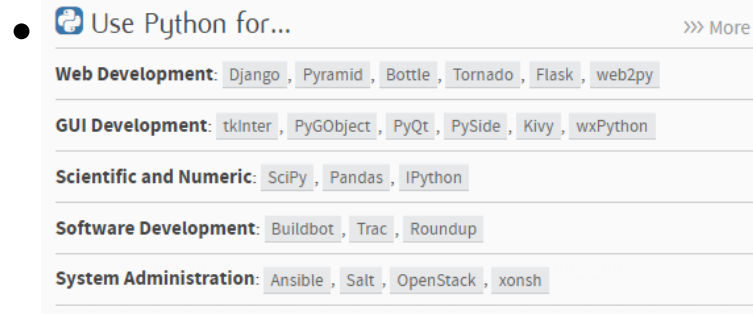 Use Python for...
>>> More
Web Development: Django , Pyramid , Bottle , Tornado , Flask , web2py
GUI Development: tkInter , PyGObject , PyQt , PySide , Kivy , wxPython
Scientific and Numeric: SciPy , Pandas , IPython
Software Development: Buildbot , Trac , Roundup
System Administration: Ansible , Salt , OpenStack , xonsh